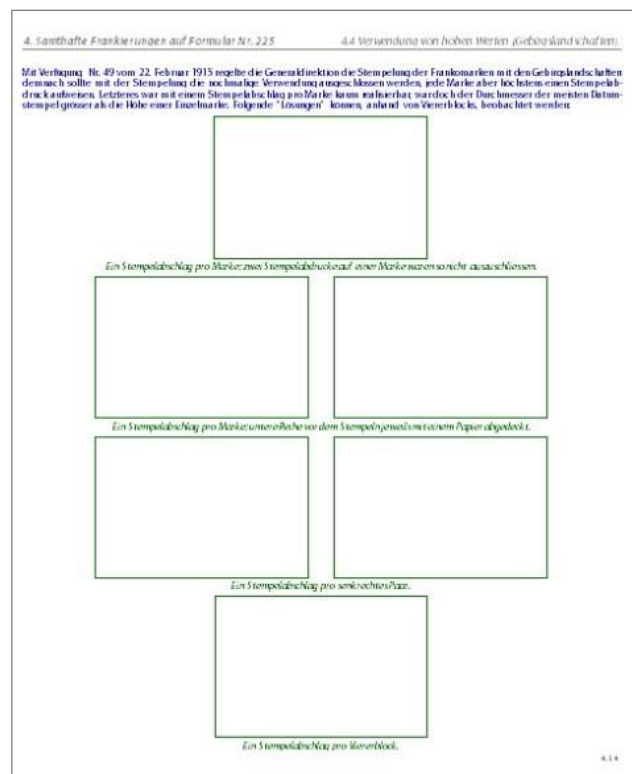 4. Samthafte Frankierungen auf Formular Nr. 225
4.4 Verwendung von hohen Werten (Gebirgslandschaften)
Mit Verfügung Nr. 49 vom 22. Februar 1915 regelte die Generaldirektion die Stempelung der Frankomarken mit den Gebirgslandschaften
demnach sollte mit der Stempelung die nochmalige Verwendung ausgeschlossen werden, jede Marke aber höchstens einen Stempelab-
druck aufweisen. Letzteres war mit einem Stempelabschlag pro Marke kaum realisierbar, war doch der Durchmesser der meisten Datum-
stempel grösser als die Höhe einer Einzelmarke. Folgende "Lösungen" können, anhand von Viererblocks, beobachtet werden:
Ein Stempelabschlag pro Marke; zwei Stempelabdrucke auf einer Marke waren so nicht auszuschliessen.
Ein Stempelabschlag pro Marke; untere Reihe vor dem Stempeln jeweils mit einem Papier abgedeckt.
Ein Stempelabschlag pro senkrechtes Paar.
Ein Stempelabschlag pro Viererblock.
4.14